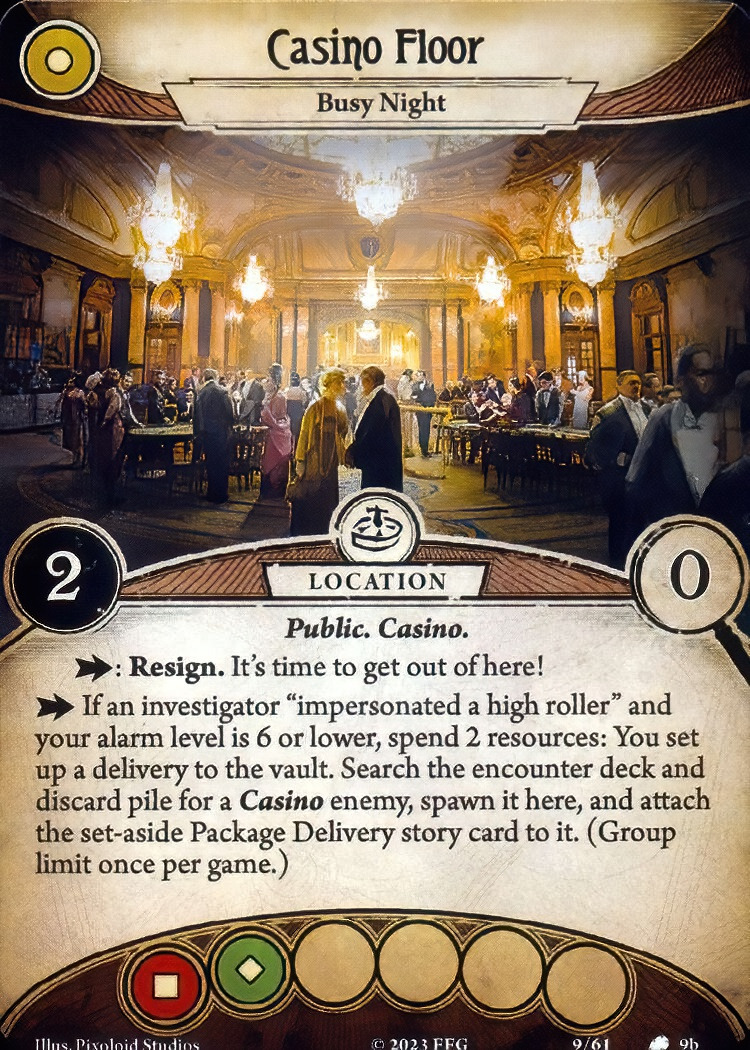 Casino Floor
Busy Night
2
0
LOCATION
Public. Casino.
: Resign. It's time to get out of here!
If an investigator “impersonated a high roller” and
your alarm level is 6 or lower, spend 2 resources: You set
up a delivery to the vault. Search the encounter deck and
discard pile for a Casino enemy, spawn it here, and attach
the set-aside Package Delivery story card to it. (Group
limit once per game.)
Illus. Pixoloid Studios © 2023 FFG 9/61 9b